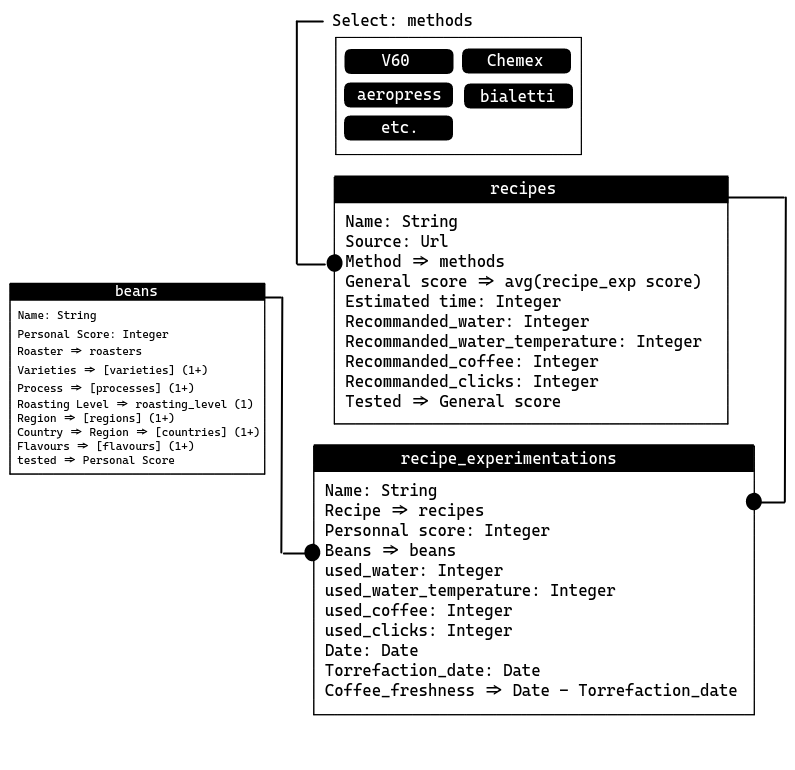 Select: methods
V60
Chemex
aeropress
bialetti
etc.
recipes
Name: String
Source: Url
Method => methods
General score => avg(recipe_exp score)
Estimated time: Integer
Recommanded_water: Integer
Recommanded_water_temperature: Integer
Recommanded_coffee: Integer
Recommanded_clicks: Integer
Tested => General score
beans
Name: String
Personal Score: Integer
Roaster => roasters
Varieties => [varieties] (1+)
Process => [processes] (1+)
Roasting Level => roasting_level (1)
Region => [regions] (1+)
Country => Region => [countries] (1+)
Flavours => [flavours] (1+)
tested => Personal Score
recipe_experimentations
Name: String
Recipe => recipes
Personnal score: Integer
Beans => beans
used_water: Integer
used_water_temperature: Integer
used_coffee: Integer
used_clicks: Integer
Date: Date
Torrefaction_date: Date
Coffee_freshness => Date - Torrefaction_date